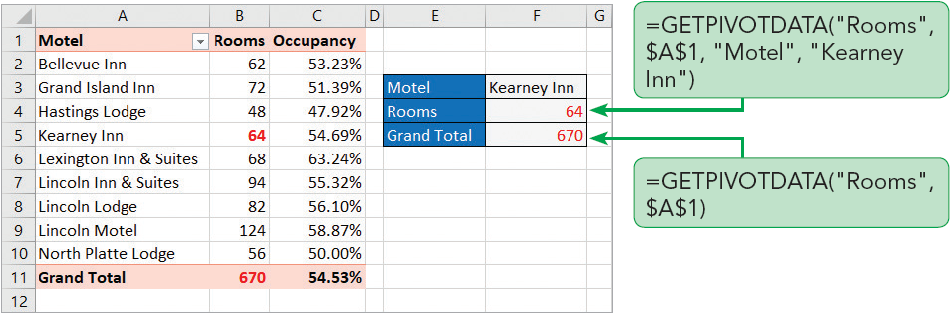 A B C D E F G
1 Motel Rooms Occupancy
2 Bellevue Inn 62 53.23%
3 Grand Island Inn 72 51.39% Motel Kearney Inn
4 Hastings Lodge 48 47.92% Rooms 64
5 Kearney Inn 64 54.69% Grand Total 670
6 Lexington Inn & Suites 68 63.24%
7 Lincoln Inn & Suites 94 55.32%
8 Lincoln Lodge 82 56.10%
9 Lincoln Motel 124 58.87%
10 North Platte Lodge 56 50.00%
11 Grand Total 670 54.53%
12
=GETPIVOTDATA("Rooms",
$A$1, "Motel", "Kearney
Inn")
=GETPIVOTDATA("Rooms",
$A$1)